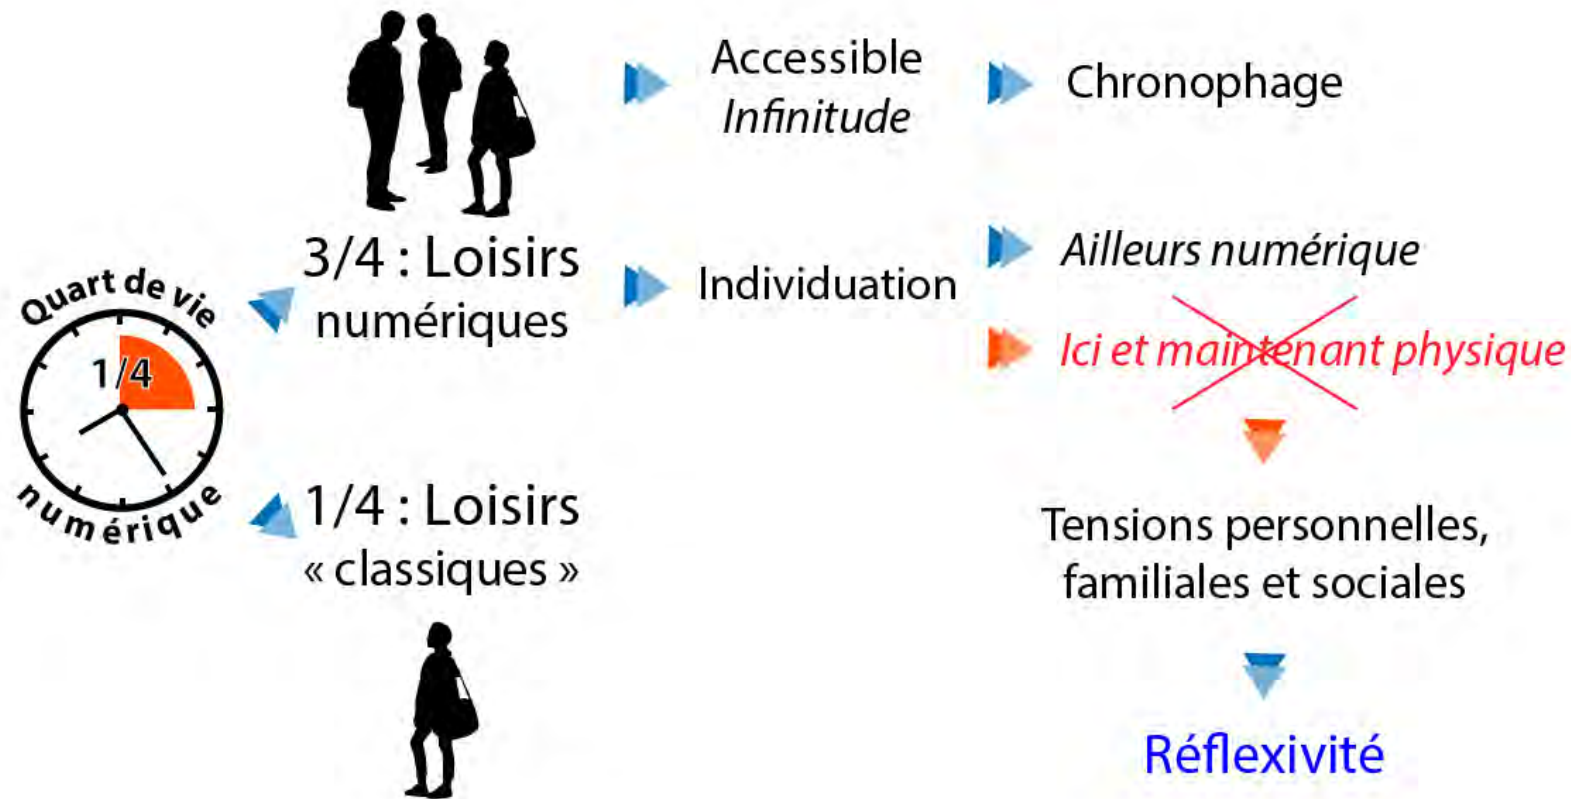 Quart de vie
1/4
numérique
3/4 : Loisirs
numériques
1/4 : Loisirs
« classiques »
Accessible
Infinitude
Individuation
Chronophage
Ailleurs numérique
Ici et maintenant physique
Tensions personnelles,
familiales et sociales
Réflexivité